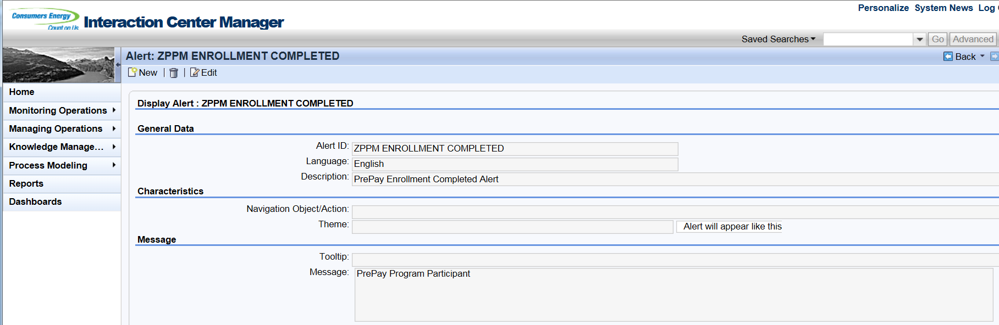 Personalize System News Log
Consumers Energy
Count on Us
Interaction Center Manager
Saved Searches Go Advanced
Alert: ZPPM ENROLLMENT COMPLETED
Back
New | | Edit
Home
Monitoring Operations
Managing Operations
Knowledge Manage...
Process Modeling
Reports
Dashboards
Display Alert : ZPPM ENROLLMENT COMPLETED
General Data
Alert ID: ZPPM ENROLLMENT COMPLETED
Language: English
Description: PrePay Enrollment Completed Alert
Characteristics
Navigation Object/Action:
Theme: Alert will appear like this
Message
Tooltip:
Message: PrePay Program Participant